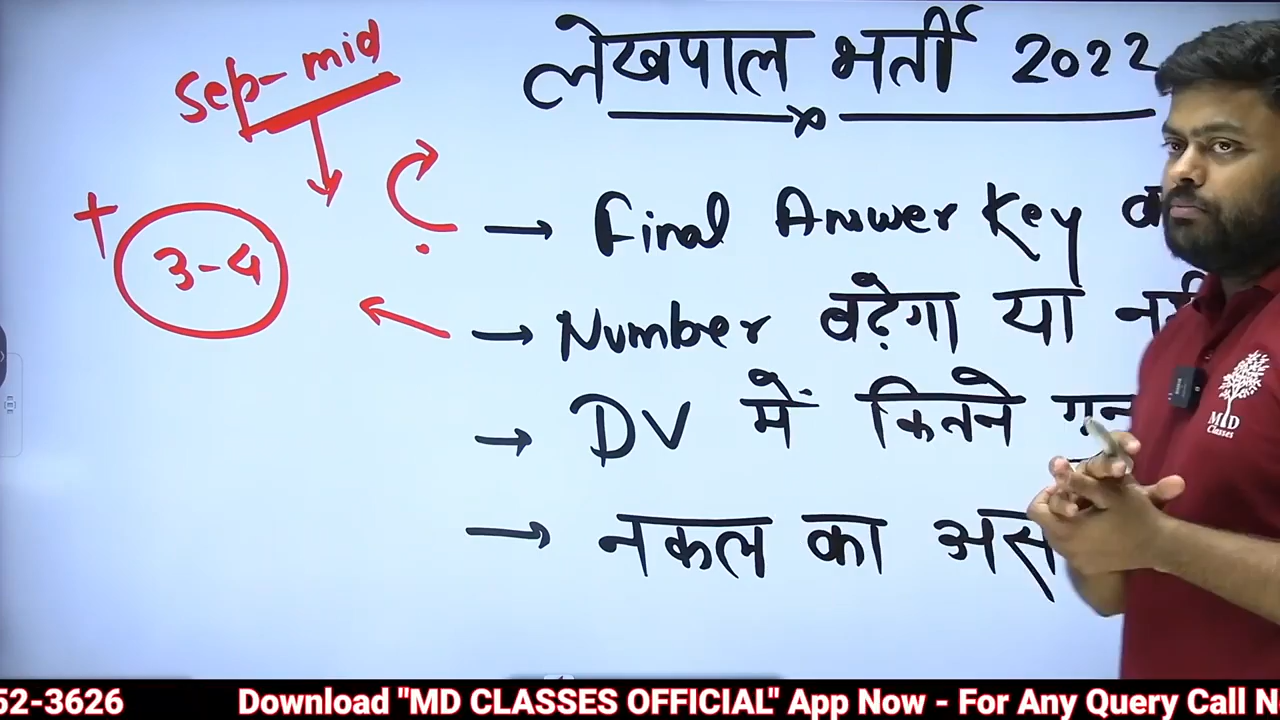 Sep- mid
+ 3-4
लेखपाल भर्ती 2022
→ Final Answer Key
→ Number बढ़ेगा या
→ DV में कितने
→ नकल का
MD
Classes
52-3626 Download "MD CLASSES OFFICIAL" App Now - For Any Query Call N